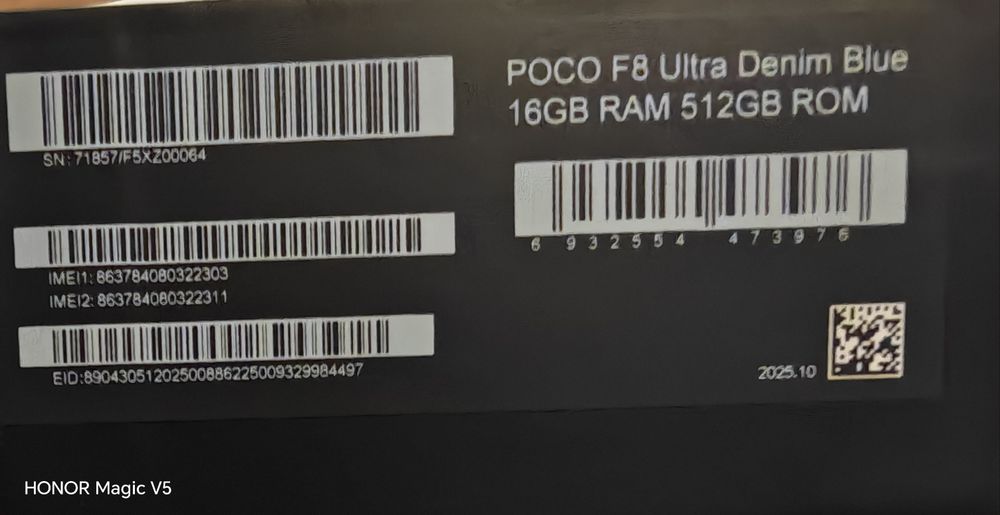 POCO F8 Ultra Denim Blue
16GB RAM 512GB ROM
SN: 71857/F5XZ00064
6 932554 473976
IMEI1: 863784080322303
IMEI2: 863784080322311
EID:89043051202500886225009329984497
2025.10
HONOR Magic V5